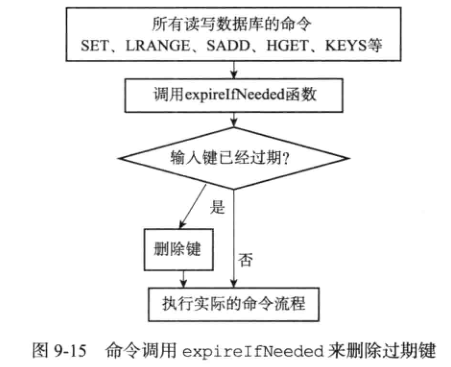 所有读写数据库的命令
SET、LRANGE、SADD、HGET、KEYS等
调用expireIfNeeded函数
输入键已经过期？
是
删除键
否
执行实际的命令流程
图 9-15 命令调用 expireIfNeeded 来删除过期键